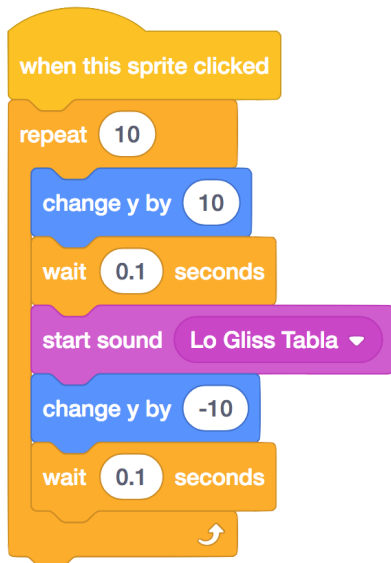 when this sprite clicked
repeat 10
change y by 10
wait 0.1 seconds
start sound Lo Gliss Tabla
change y by -10
wait 0.1 seconds